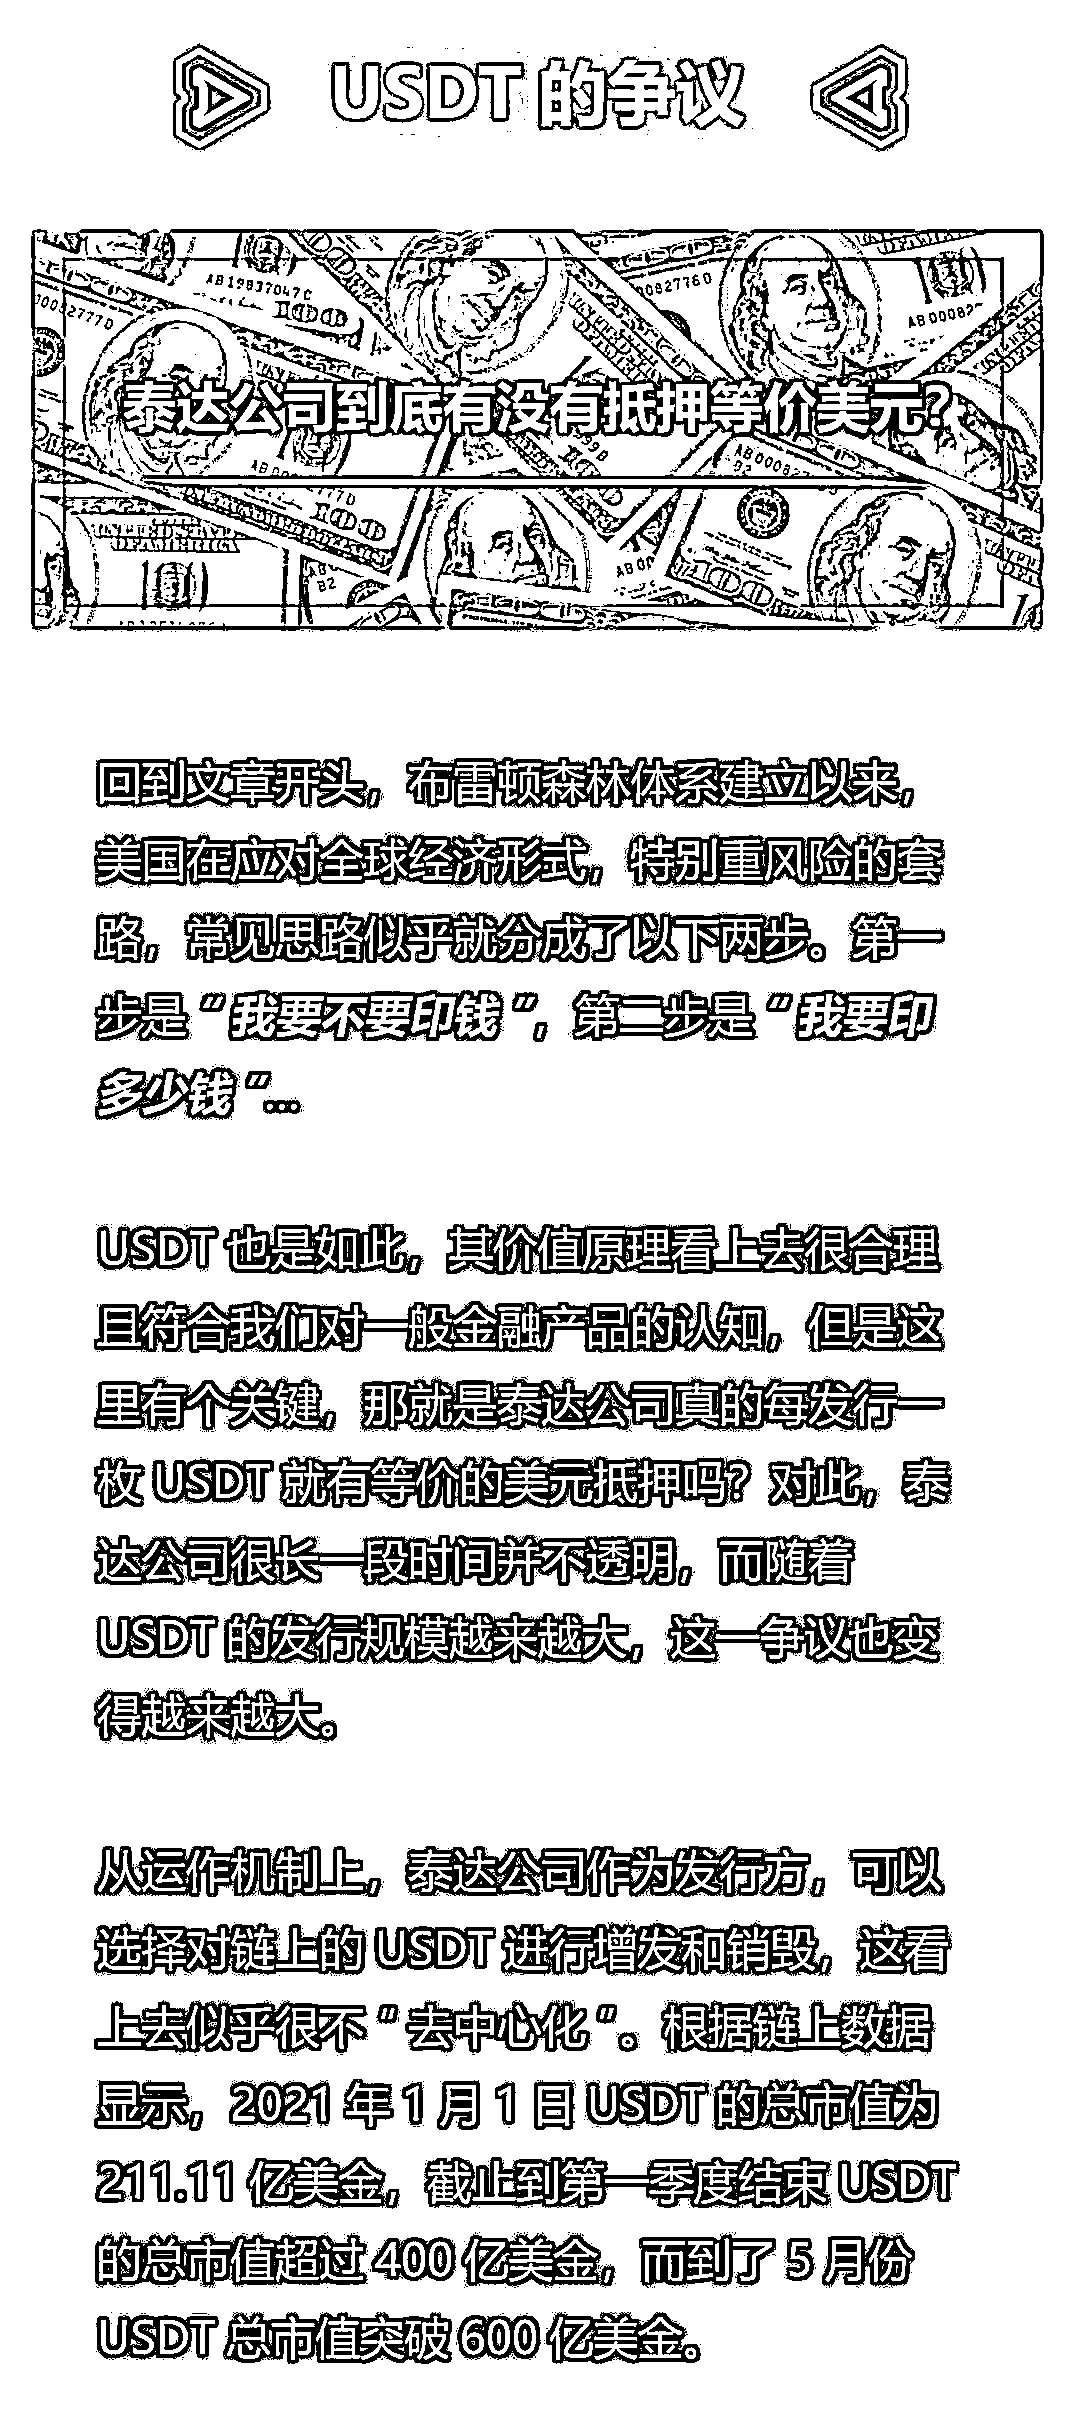 USDT 的争议
AB19937047C
100
000827760
AB00082
00827770
泰达公司到底有没有抵押等价美元？
100
OF AMERICA
B2
100
回到文章开头，布雷顿森林体系建立以来，
美国在应对全球经济形式，特别重风险的套
路，常见思路似乎就分成了以下两步。第一
步是“我要不要印钱”，第二步是“我要印
多少钱”...
USDT 也是如此，其价值原理看上去很合理
且符合我们对一般金融产品的认知，但是这
里有个关键，那就是泰达公司真的每发行一
枚 USDT 就有等价的美元抵押吗？对此，泰
达公司很长一段时间并不透明，而随着
USDT 的发行规模越来越大，这一争议也变
得越来越大。
从运作机制上，泰达公司作为发行方，可以
选择对链上的 USDT 进行增发和销毁，这看
上去似乎很不“去中心化”。根据链上数据
显示，2021 年 1 月 1 日 USDT 的总市值为
211.11 亿美金，截止到第一季度结束 USDT
的总市值超过 400 亿美金，而到了 5 月份
USDT 总市值突破 600 亿美金。